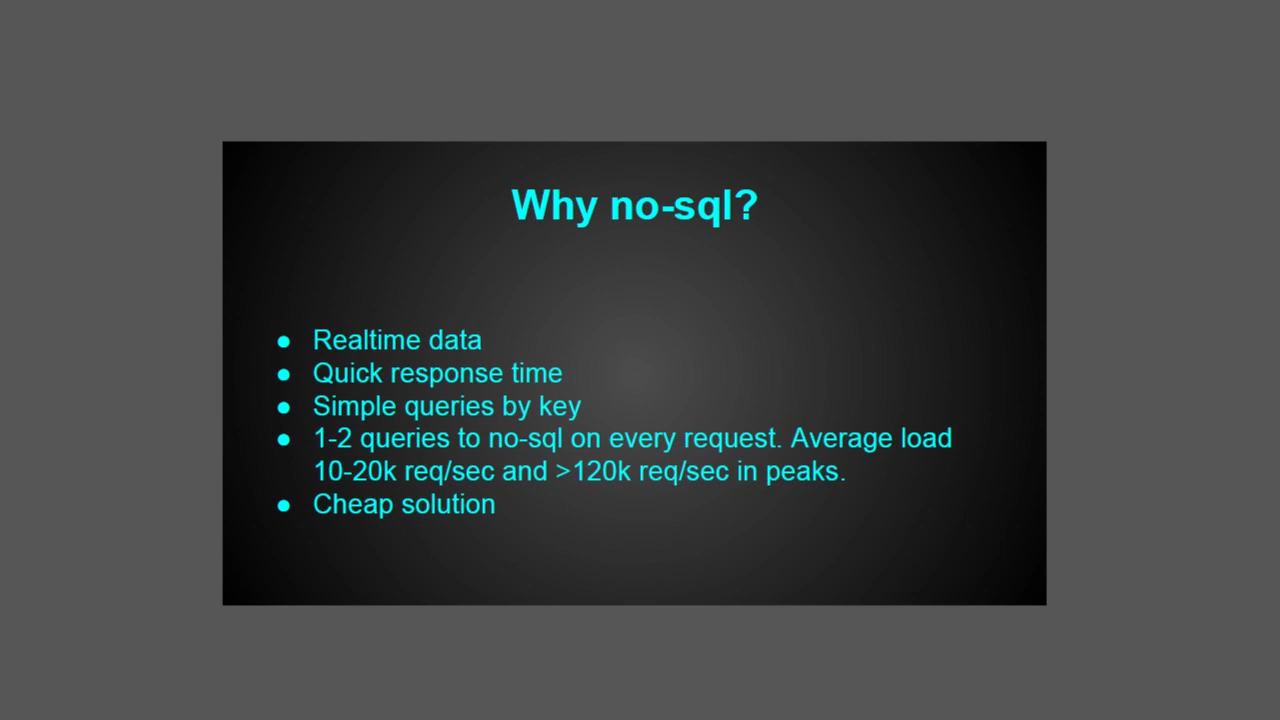 Why no-sql?
● Realtime data
● Quick response time
● Simple queries by key
● 1-2 queries to no-sql on every request. Average load
10-20k req/sec and >120k req/sec in peaks.
● Cheap solution